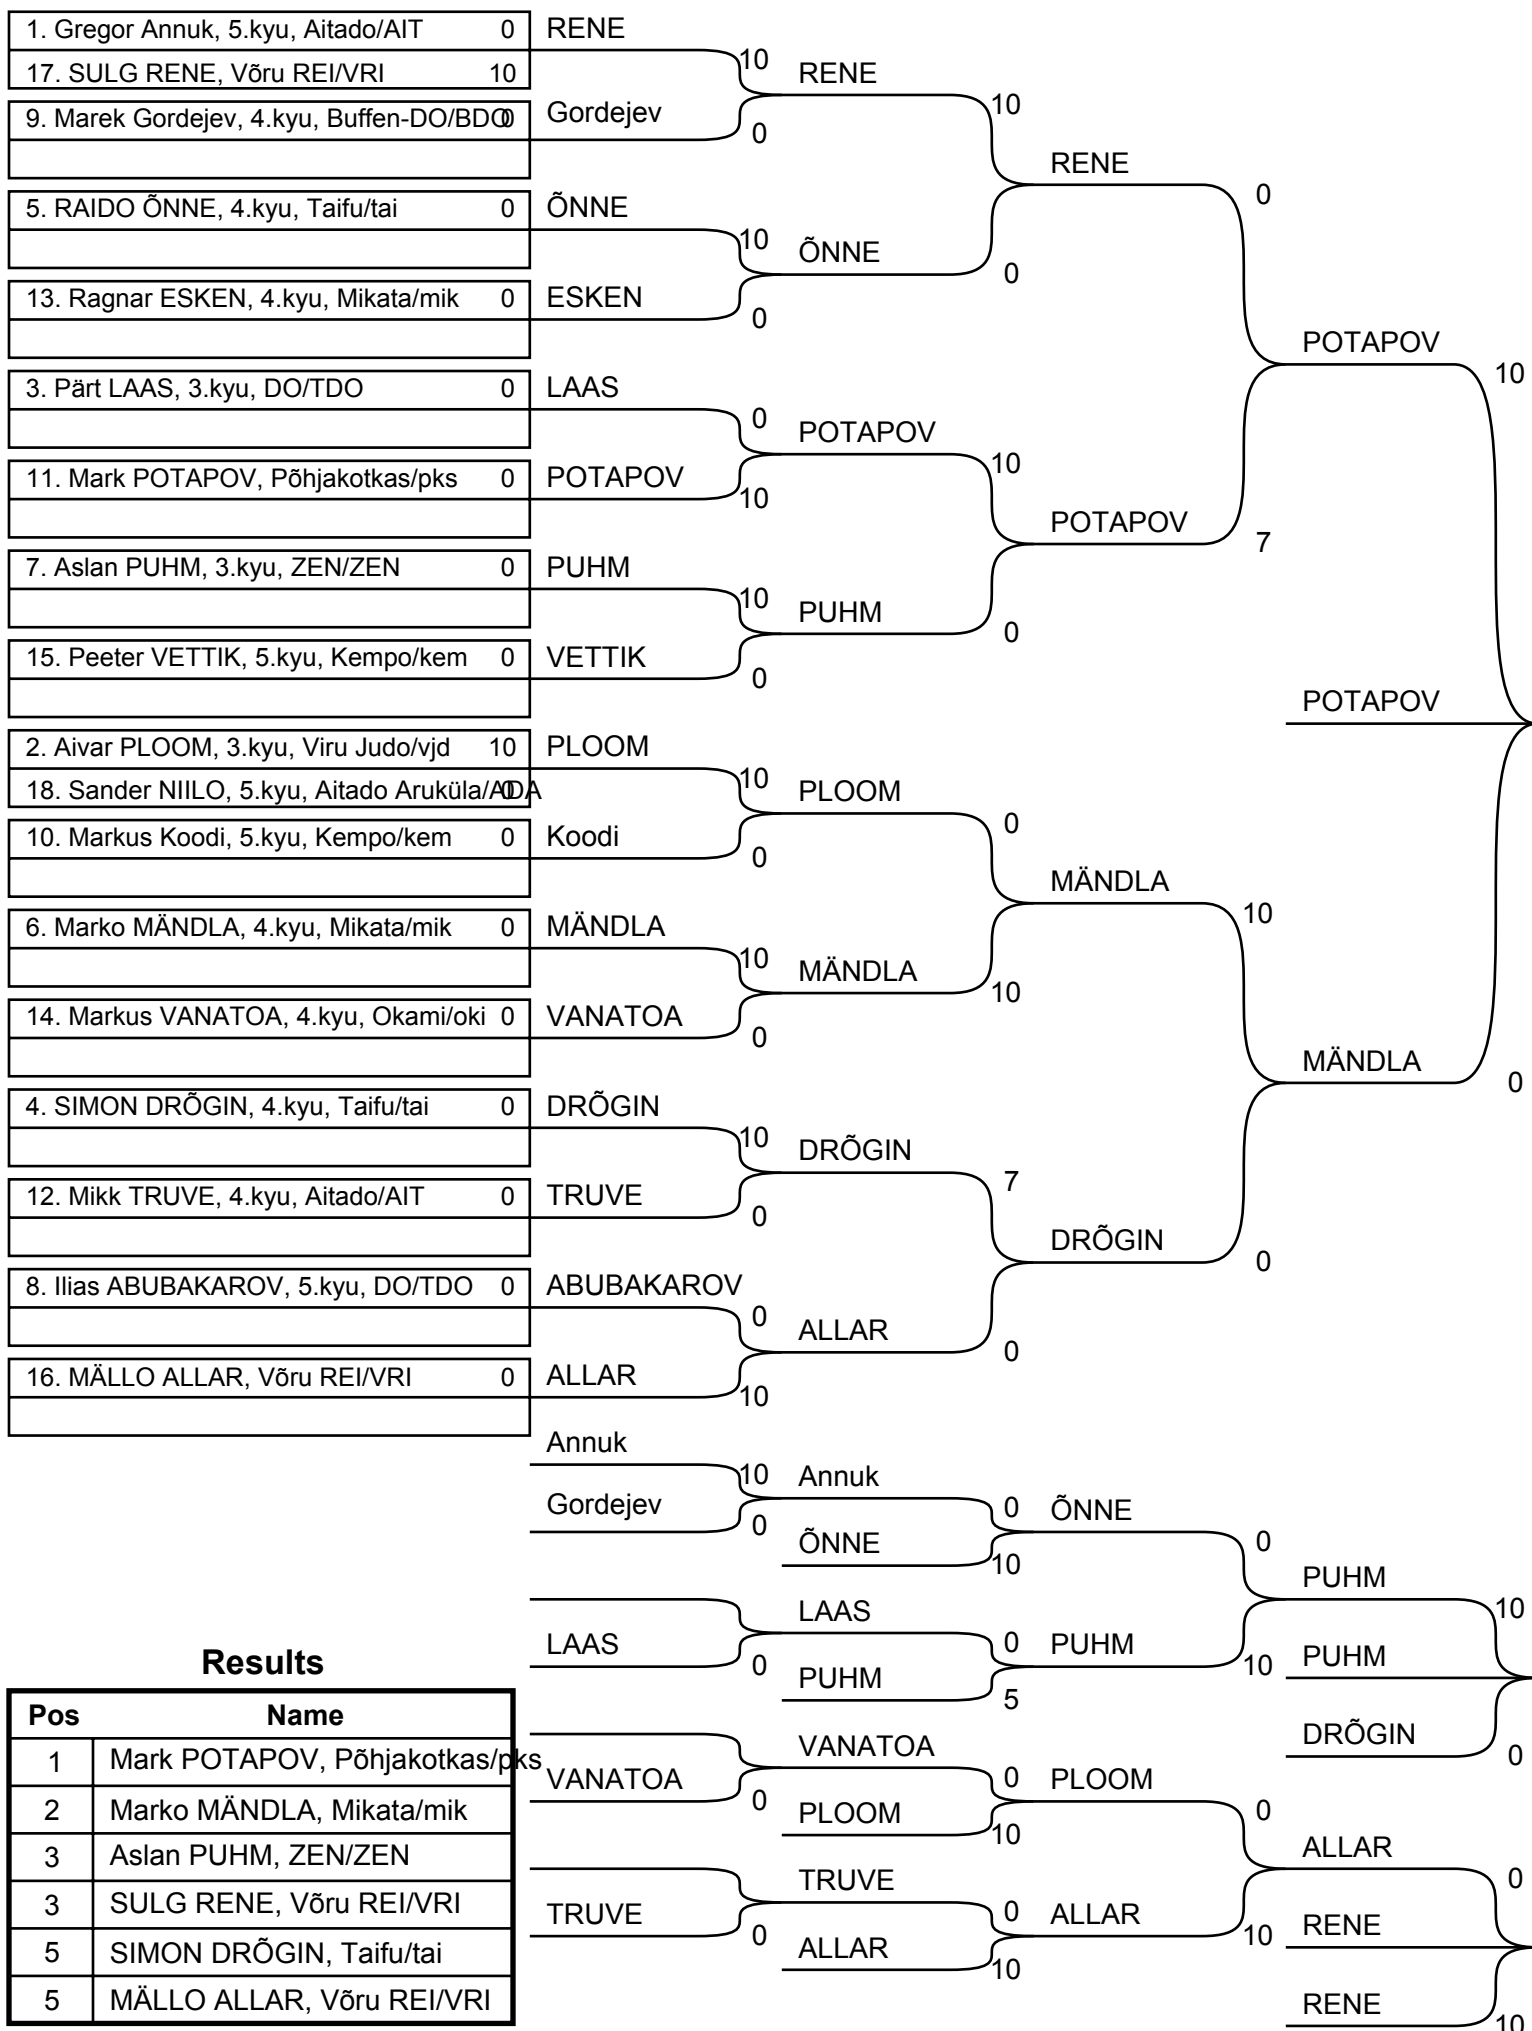 1. Gregor Annuk, 5.kyu, Aitado/AIT 0
17. SULG RENE, Võru REI/VRI 10
9. Marek Gordejev, 4.kyu, Buffen-DO/BDO 0
5. RAIDO ÕNNE, 4.kyu, Taifu/tai 0
13. Ragnar ESKEN, 4.kyu, Mikata/mik 0
3. Pärt LAAS, 3.kyu, DO/TDO 0
11. Mark POTAPOV, Põhjakotkas/pks 0
7. Aslan PUHM, 3.kyu, ZEN/ZEN 0
15. Peeter VETTIK, 5.kyu, Kempo/kem 0
2. Aivar PLOOM, 3.kyu, Viru Judo/vjd 10
18. Sander NIILO, 5.kyu, Aitado Aruküla/ADA 0
10. Markus Koodi, 5.kyu, Kempo/kem 0
6. Marko MÄNDLA, 4.kyu, Mikata/mik 0
14. Markus VANATOA, 4.kyu, Okami/oki 0
4. SIMON DRÕGIN, 4.kyu, Taifu/tai 0
12. Mikk TRUVE, 4.kyu, Aitado/AIT 0
8. Ilias ABUBAKAROV, 5.kyu, DO/TDO 0
16. MÄLLO ALLAR, Võru REI/VRI 0
RENE 10
Gordejev 0
ÕNNE 10
ESKEN 0
LAAS 0
POTAPOV 10
PUHM 10
VETTIK 0
PLOOM 10
Koodi 0
MÄNDLA 10
VANATOA 0
DRÕGIN 10
TRUVE 0
ABUBAKAROV 0
ALLAR 10
RENE 10
ÕNNE 0
POTAPOV 10
PUHM 0
PLOOM 0
MÄNDLA 10
DRÕGIN 7
ALLAR 0
RENE 0
POTAPOV 7
MÄNDLA 10
DRÕGIN 0
POTAPOV 10
MÄNDLA 0
POTAPOV
Annuk 10
Gordejev 0
LAAS 0
VANATOA 0
TRUVE 0
Annuk 0
ÕNNE 10
LAAS 0
PUHM 5
VANATOA 0
PLOOM 10
TRUVE 0
ALLAR 10
ÕNNE 0
PUHM 10
PLOOM 0
ALLAR 10
PUHM 10
PUHM
DRÕGIN 0
ALLAR 0
RENE
RENE 10
Results
Pos Name
1 Mark POTAPOV, Põhjakotkas/pks
2 Marko MÄNDLA, Mikata/mik
3 Aslan PUHM, ZEN/ZEN
3 SULG RENE, Võru REI/VRI
5 SIMON DRÕGIN, Taifu/tai
5 MÄLLO ALLAR, Võru REI/VRI